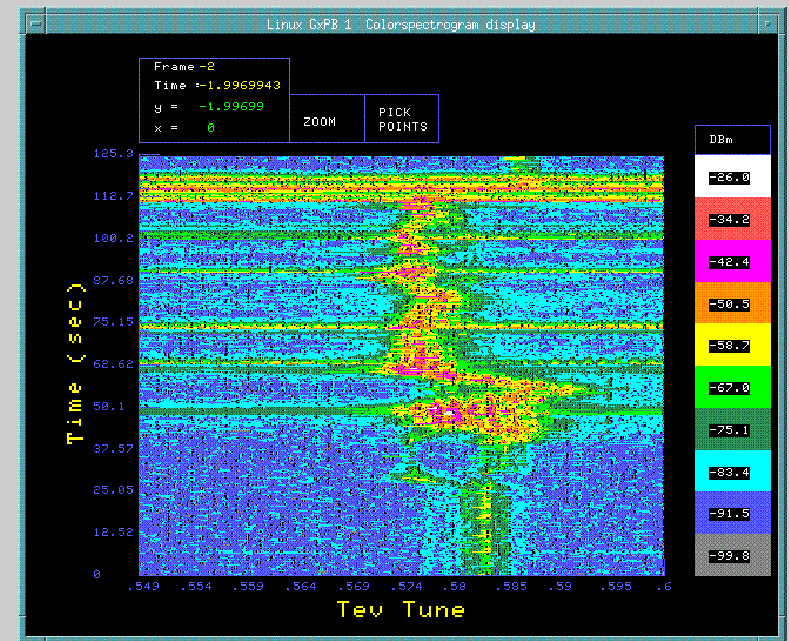 Linux GxPB 1 Colorspectrogram display
Frame -2
Time =-1.9969943
y = -1.99699
x = 0
ZOOM
PICK
POINTS
DBm
-26.0
-34.2
-42.4
-50.5
-58.7
-67.0
-75.1
-83.4
-91.5
-99.8
125.3
112.7
100.2
87.68
75.15
62.62
50.1
37.57
25.05
12.52
0
Time (sec)
.549 .554 .559 .564 .569 .574 .58 .585 .59 .595 .6
Tev Tune